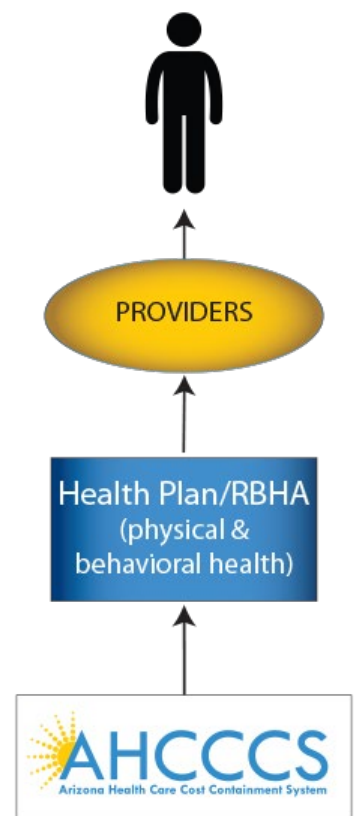 PROVIDERS
Health Plan/RBHA
(physical &
behavioral health)
AHCCCS
Arizona Health Care Cost Containment System